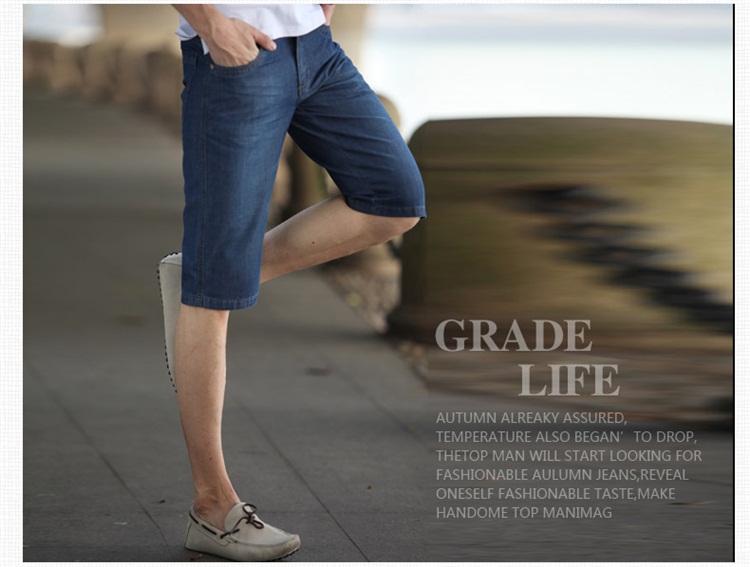 GRADE
LIFE
AUTUMN ALREAKY ASSURED,
TEMPERATURE ALSO BEGAN’ TO DROP,
THETOP MAN WILL START LOOKING FOR
FASHIONABLE AULUMN JEANS,REVEAL
ONESELF FASHIONABLE TASTE,MAKE
HANDOME TOP MANIMAG